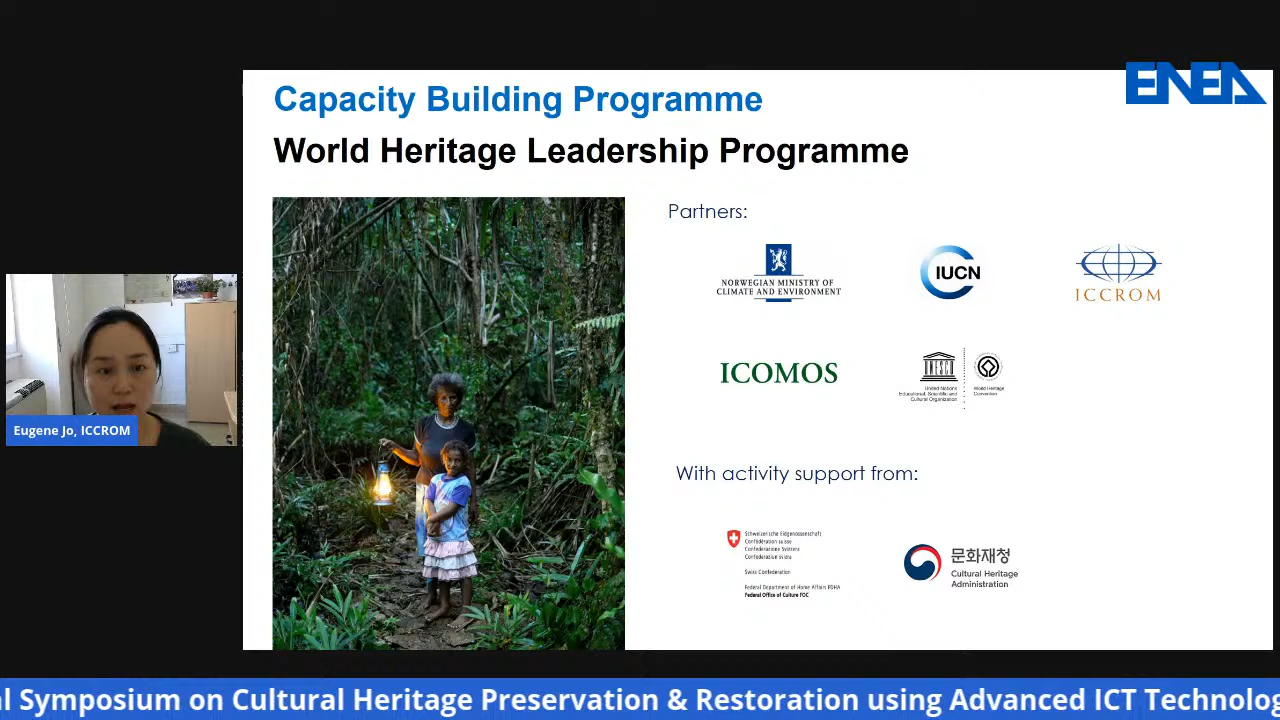 Capacity Building Programme
World Heritage Leadership Programme
ENEA
Partners:
NORWEGIAN MINISTRY OF
CLIMATE AND ENVIRONMENT
IUCN
ICCROM
ICOMOS
UNESCO
United Nations
Educational, Scientific and
Cultural Organization
World Heritage
Convention
Eugene Jo, ICCROM
With activity support from:
Schweizerische Eidgenossenschaft
Confédération suisse
Confederazione Svizzera
Confederaziun svizra
Swiss Confederation
Federal Department of Home Affairs FDHA
Federal Office of Culture FOC
문화재청
Cultural Heritage
Administration
al Symposium on Cultural Heritage Preservation & Restoration using Advanced ICT Technolog